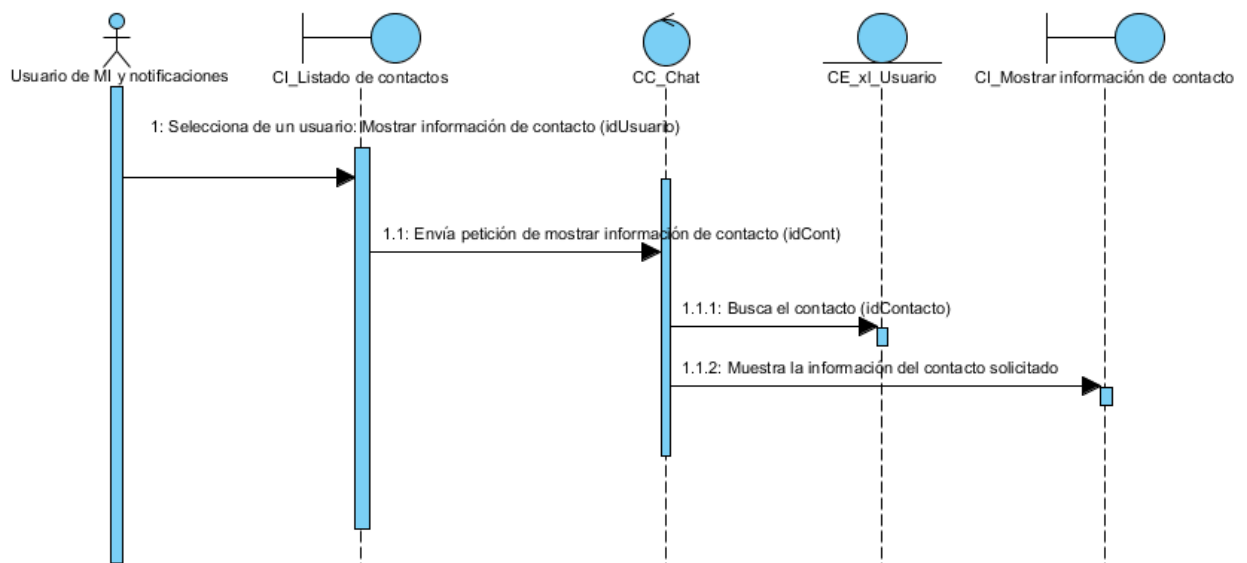 Usuario de MI y notificaciones
CI_Listado de contactos
CC_Chat
CE_xl_Usuario
CI_Mostrar información de contacto
1: Selecciona de un usuario: Mostrar información de contacto (idUsuario)
1.1: Envía petición de mostrar información de contacto (idCont)
1.1.1: Busca el contacto (idContacto)
1.1.2: Muestra la información del contacto solicitado